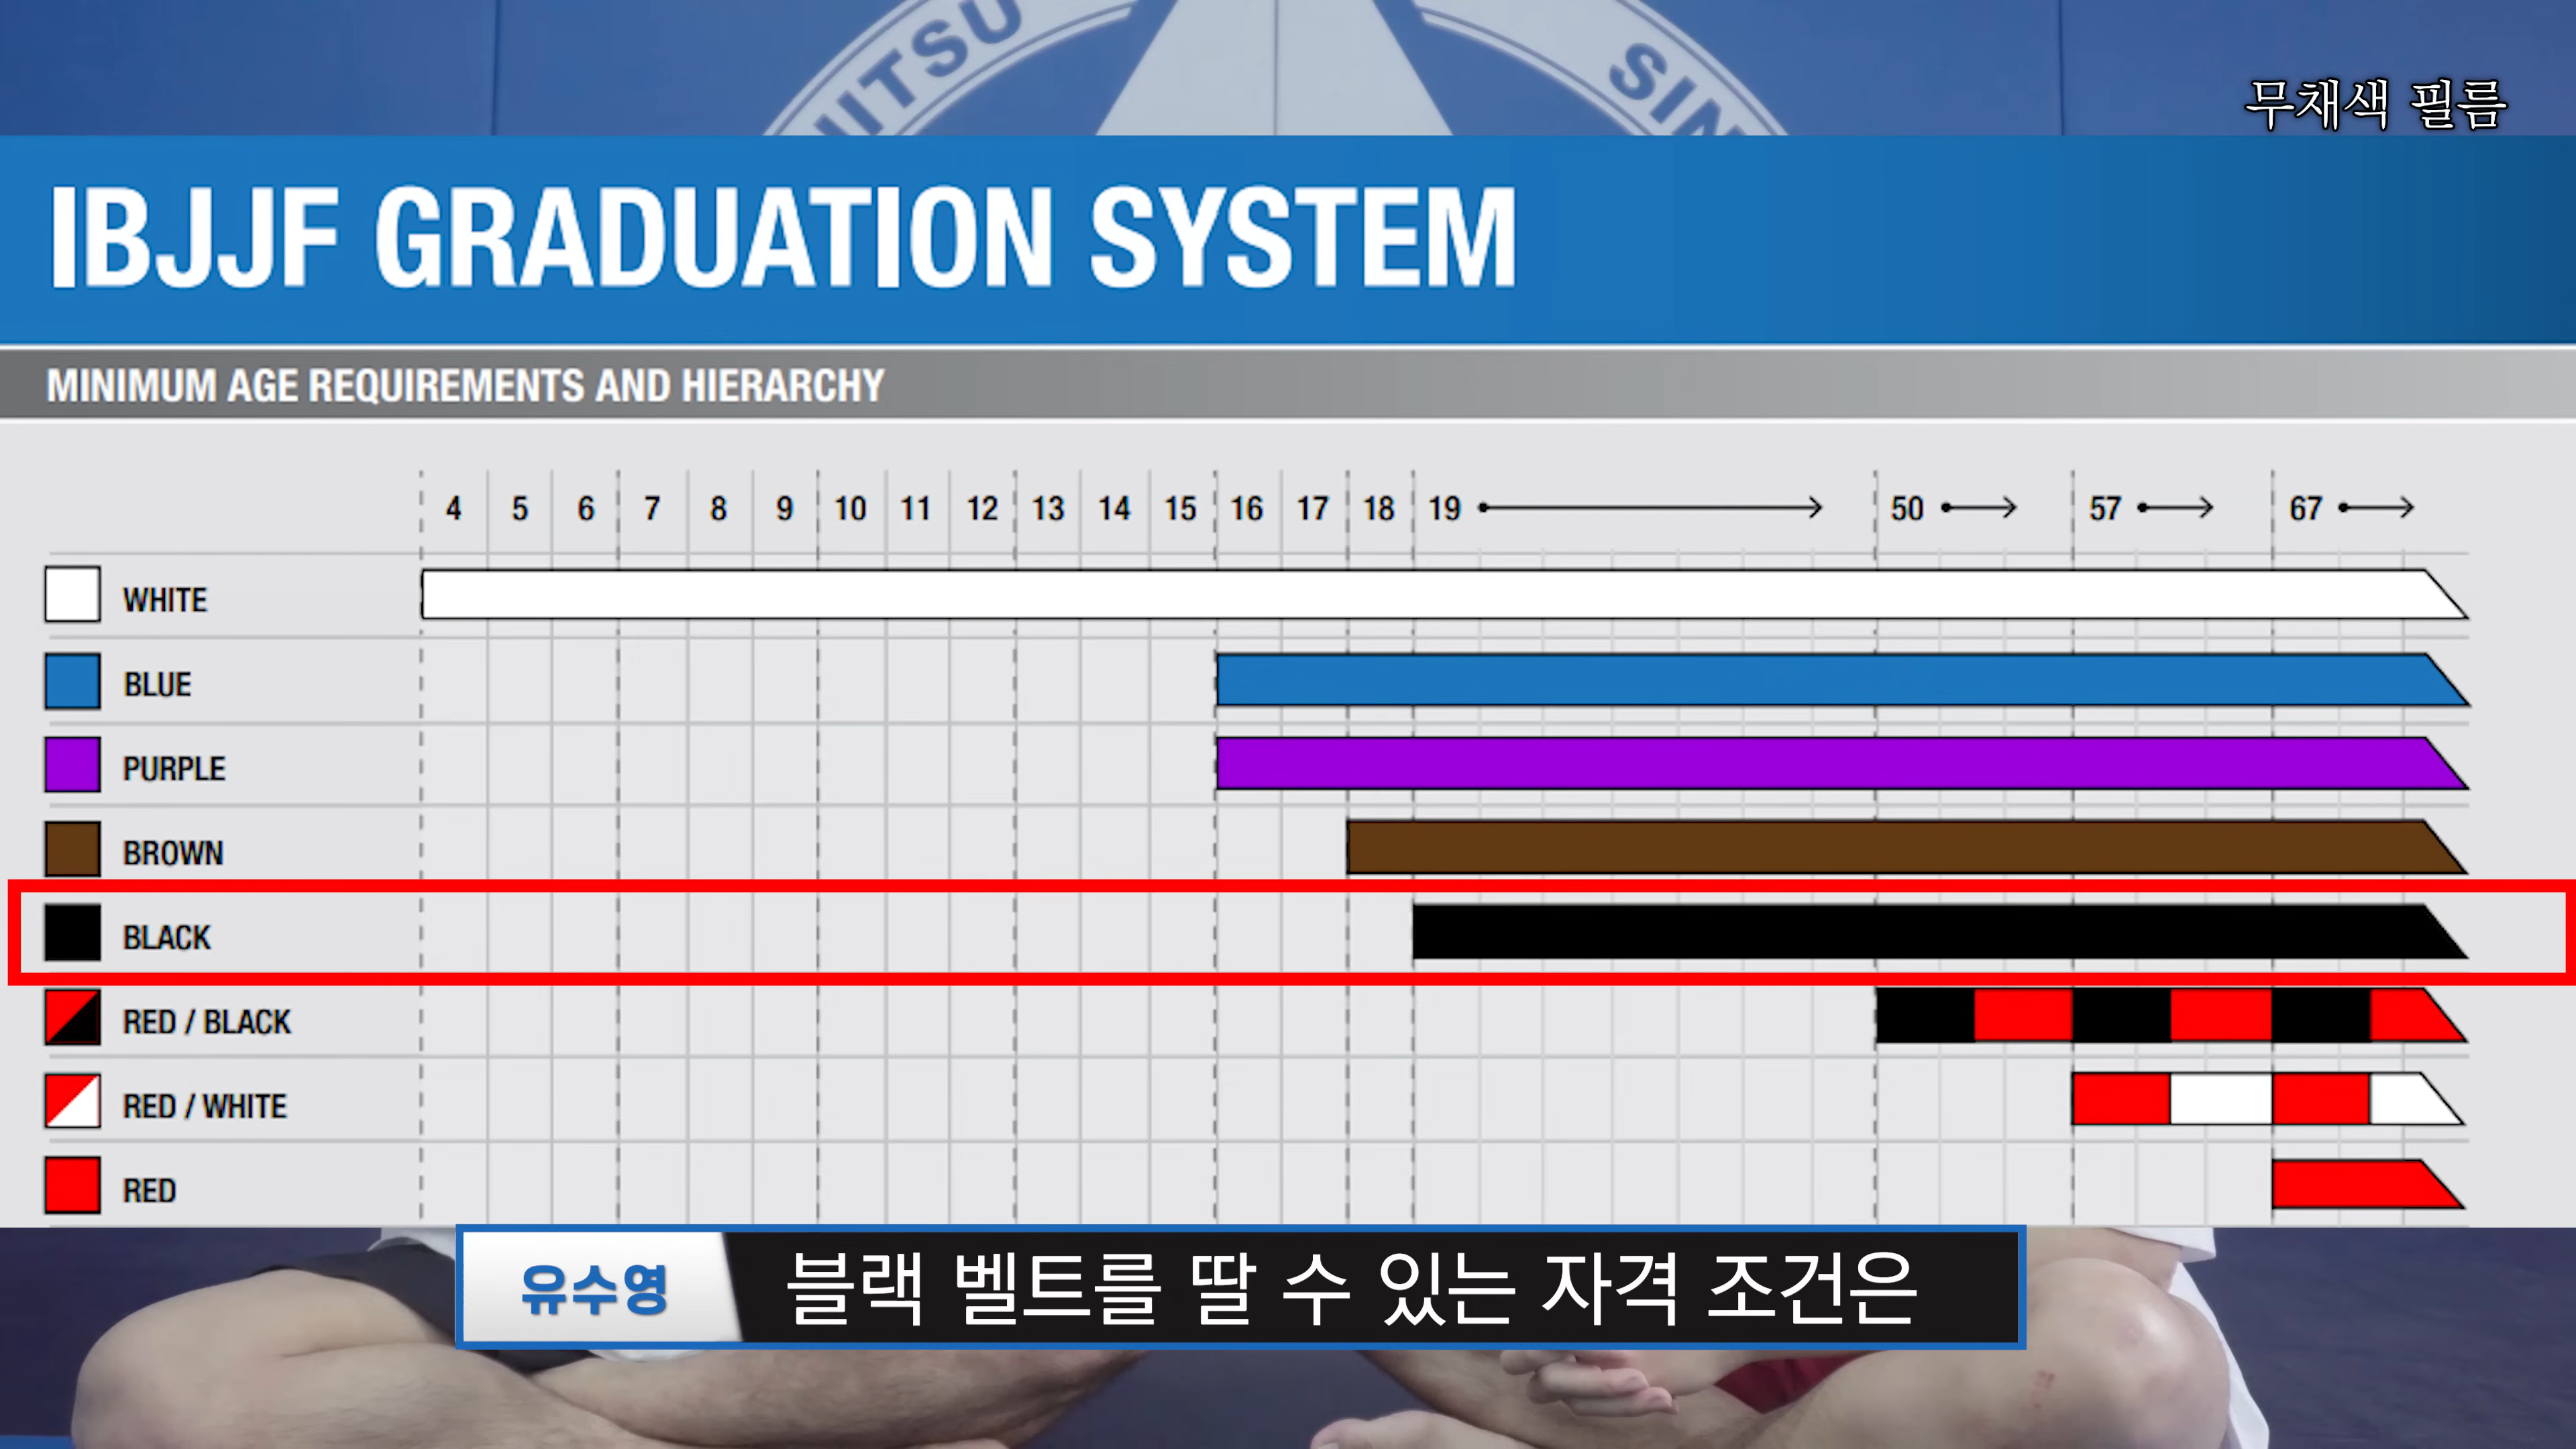 JITSU
SIN
무채색 필름
IBJJF GRADUATION SYSTEM
MINIMUM AGE REQUIREMENTS AND HIERARCHY
4 5 6 7 8 9 10 11 12 13 14 15 16 17 18 19 50 57 67
WHITE
BLUE
PURPLE
BROWN
BLACK
RED / BLACK
RED / WHITE
RED
유수영 블랙 벨트를 딸 수 있는 자격 조건은